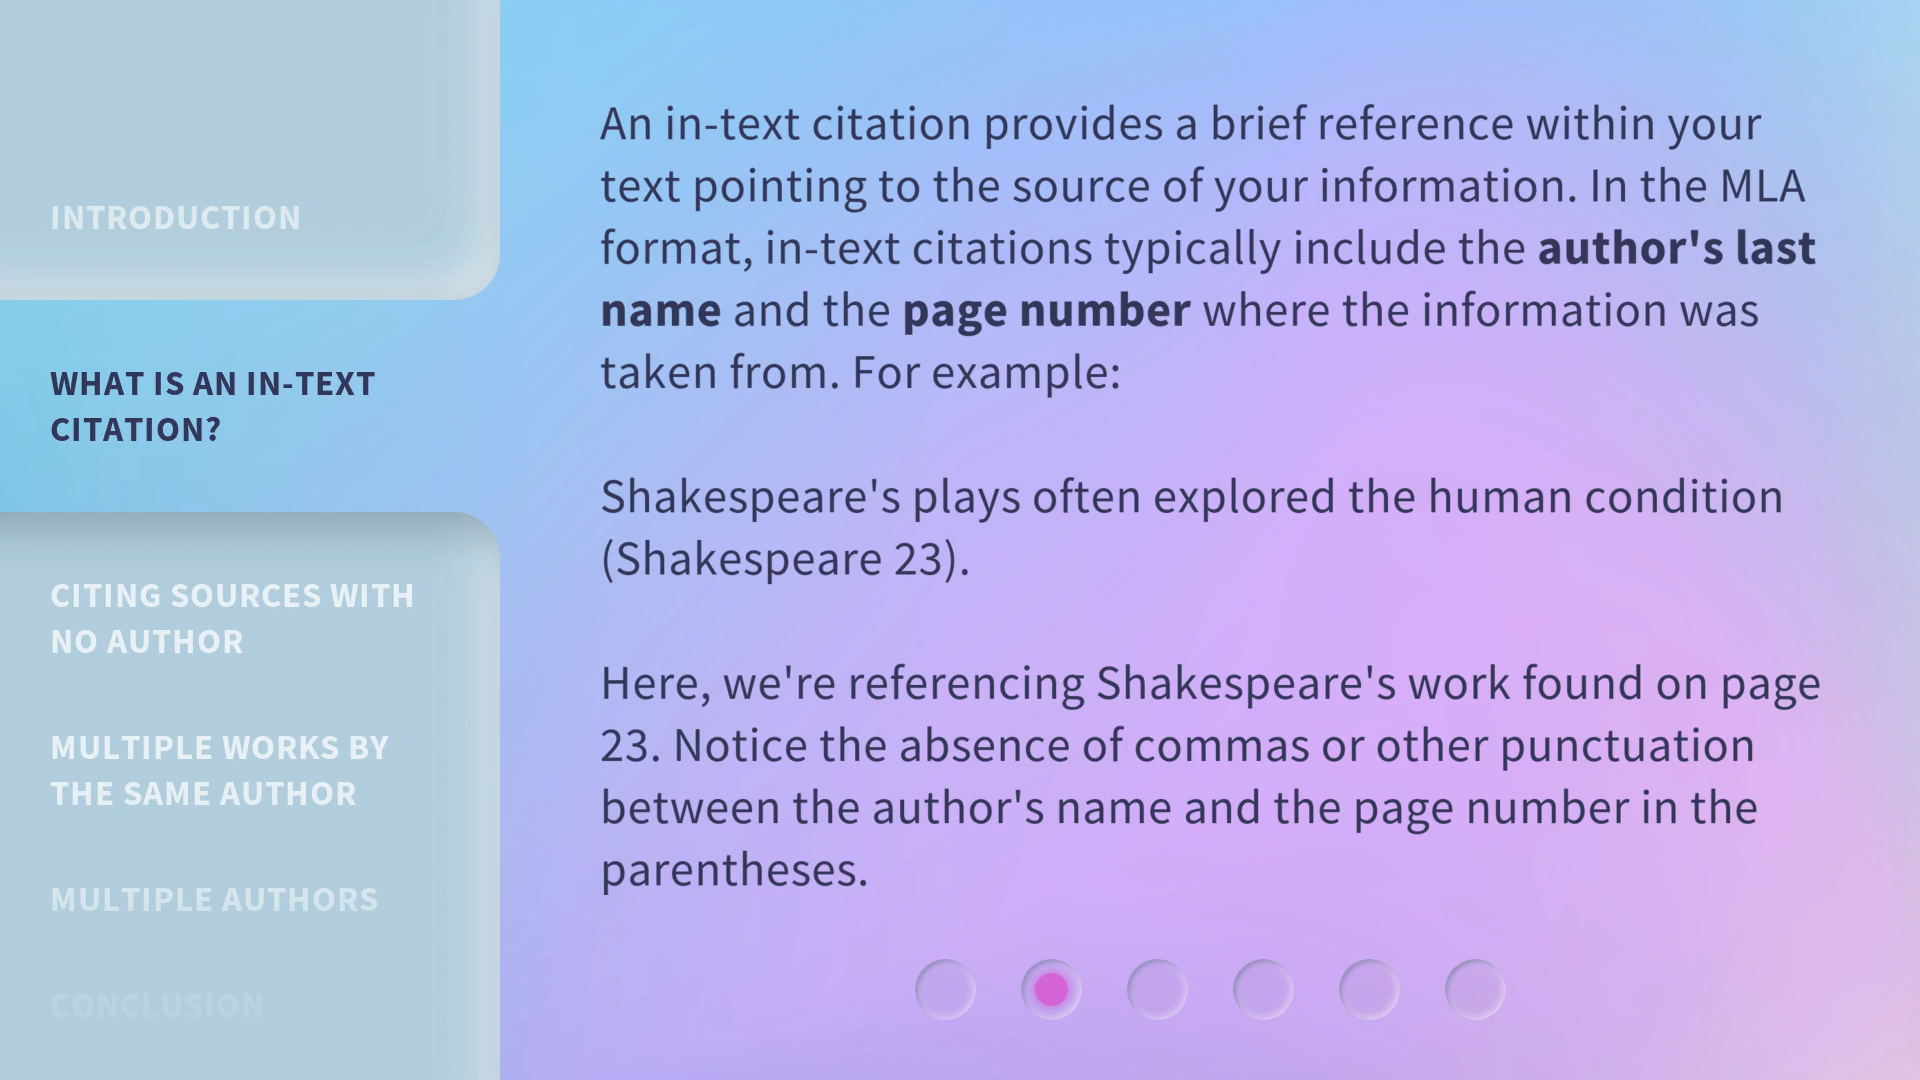 INTRODUCTION
WHAT IS AN IN-TEXT
CITATION?
CITING SOURCES WITH
NO AUTHOR
MULTIPLE WORKS BY
THE SAME AUTHOR
MULTIPLE AUTHORS
CONCLUSION
An in-text citation provides a brief reference within your
text pointing to the source of your information. In the MLA
format, in-text citations typically include the author's last
name and the page number where the information was
taken from. For example:
Shakespeare's plays often explored the human condition
(Shakespeare 23).
Here, we're referencing Shakespeare's work found on page
23. Notice the absence of commas or other punctuation
between the author's name and the page number in the
parentheses.